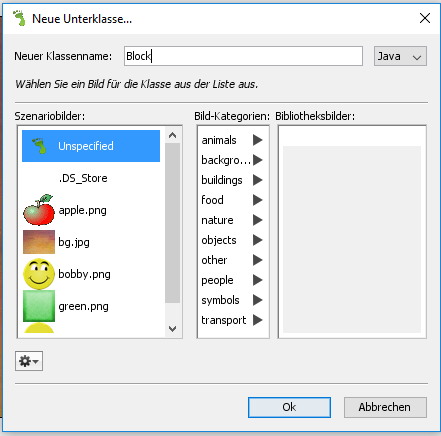 Neue Unterklasse...
Neuer Klassenname: Block Java
Wählen Sie ein Bild für die Klasse aus der Liste aus.
Szenariobilder: Bild-Kategorien: Bibliotheksbilder:
Unspecified
.DS_Store
apple.png
bg.jpg
bobby.png
green.png
animals
backgro...
buildings
food
nature
objects
other
people
symbols
transport
Ok Abbrechen